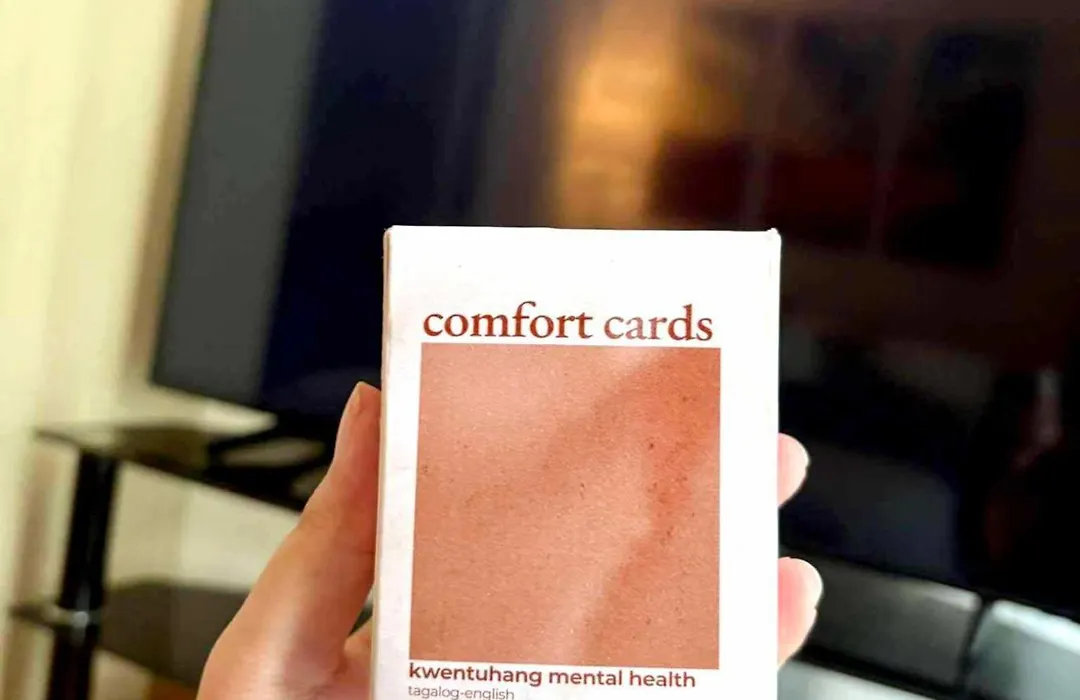 comfort cards
kwentuhang mental health
tagalog-english